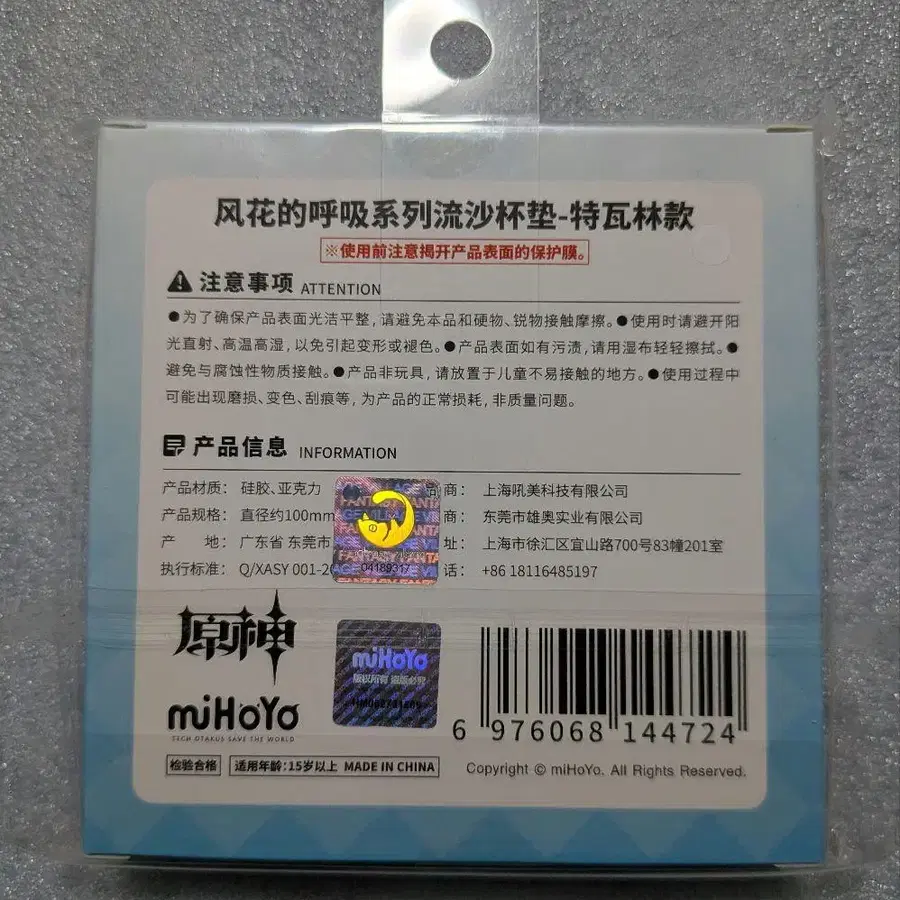 风花的呼吸系列流沙杯垫-特瓦林款
※使用前注意揭开产品表面的保护膜。
注意事项 ATTENTION
●为了确保产品表面光洁平整,请避免本品和硬物、锐物接触摩擦。●使用时请避开阳
光直射、高温高湿,以免引起变形或褪色。●产品表面如有污渍,请用湿布轻轻擦拭。●
避免与腐蚀性物质接触。●产品非玩具,请放置于儿童不易接触的地方。●使用过程中
可能出现磨损、变色、刮痕等,为产品的正常损耗,非质量问题。
产品信息 INFORMATION
产品材质： 硅胶、亚克力 商： 上海吼美科技有限公司
产品规格： 直径约100mm 商： 东莞市雄奥实业有限公司
产 地： 广东省 东莞市 址： 上海市徐汇区宜山路700号83幢201室
执行标准： Q/XASY 001-20 话： +86 18116485197
04189317
原神
miHoYo
TECH OTAKUS SAVE THE WORLD
miHoYo
版权所有 盗版必究
6 976068 144724
检验合格 适用年龄:15岁以上 MADE IN CHINA
Copyright © miHoYo. All Rights Reserved.